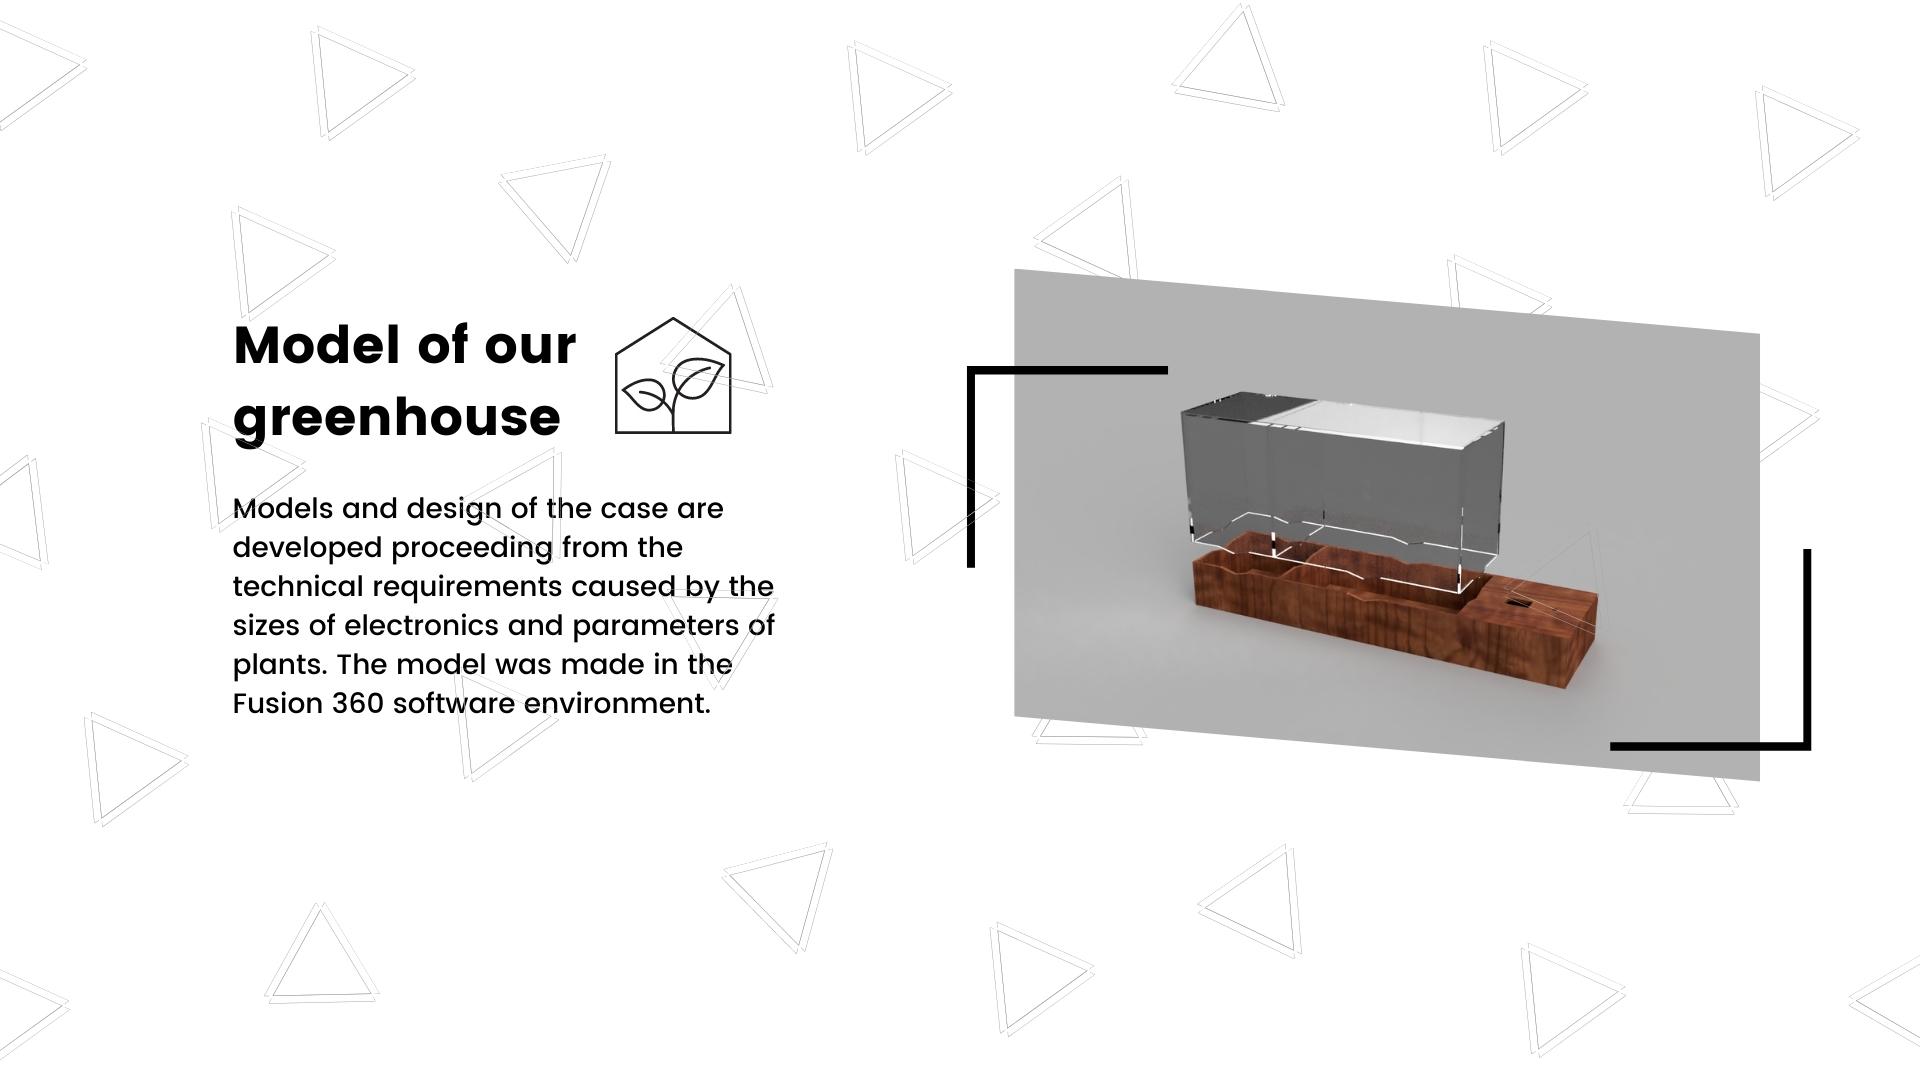 Model of our
greenhouse
Models and design of the case are
developed proceeding from the
technical requirements caused by the
sizes of electronics and parameters of
plants. The model was made in the
Fusion 360 software environment.